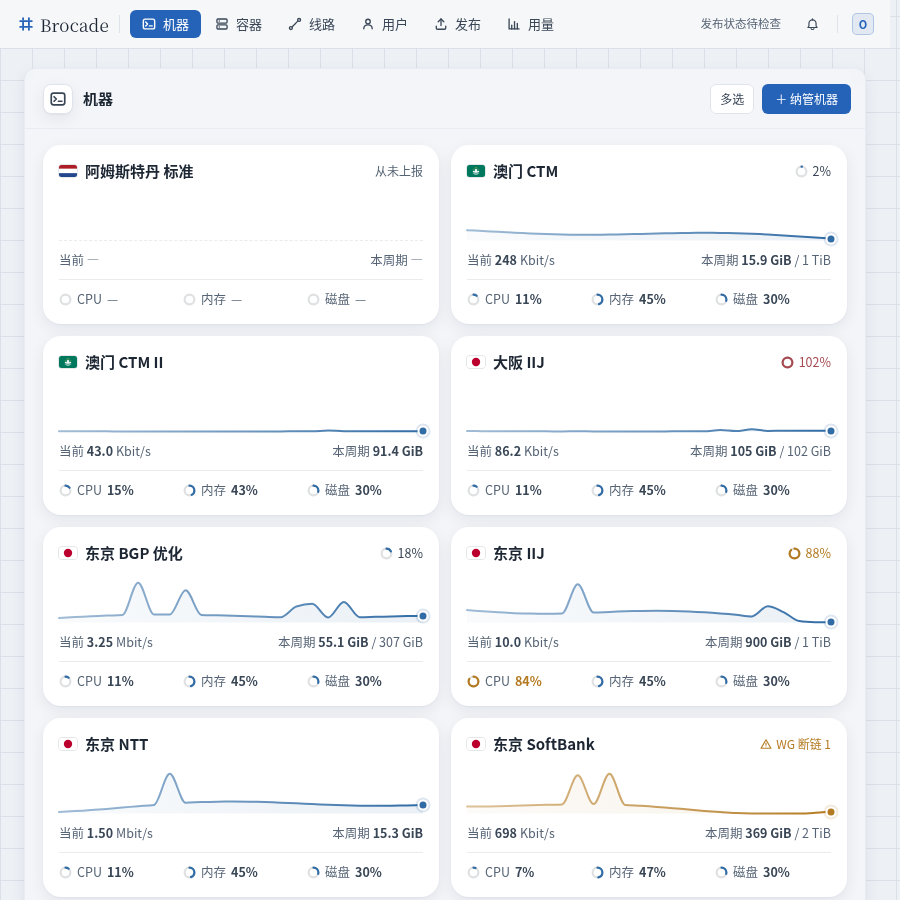 Brocade
机器
容器
线路
用户
发布
用量
发布状态待检查
O
机器
多选
纳管机器
阿姆斯特丹 标准
从未上报
当前 —
本周期 —
CPU —
内存 —
磁盘 —
澳门 CTM
2%
当前 248 Kbit/s
本周期 15.9 GiB / 1 TiB
CPU 11%
内存 45%
磁盘 30%
澳门 CTM II
当前 43.0 Kbit/s
本周期 91.4 GiB
CPU 15%
内存 43%
磁盘 30%
大阪 IIJ
102%
当前 86.2 Kbit/s
本周期 105 GiB / 102 GiB
CPU 11%
内存 45%
磁盘 30%
东京 BGP 优化
18%
当前 3.25 Mbit/s
本周期 55.1 GiB / 307 GiB
CPU 11%
内存 45%
磁盘 30%
东京 IIJ
88%
当前 10.0 Kbit/s
本周期 900 GiB / 1 TiB
CPU 84%
内存 45%
磁盘 30%
东京 NTT
当前 1.50 Mbit/s
本周期 15.3 GiB
CPU 11%
内存 45%
磁盘 30%
东京 SoftBank
WG 断链 1
当前 698 Kbit/s
本周期 369 GiB / 2 TiB
CPU 7%
内存 47%
磁盘 30%